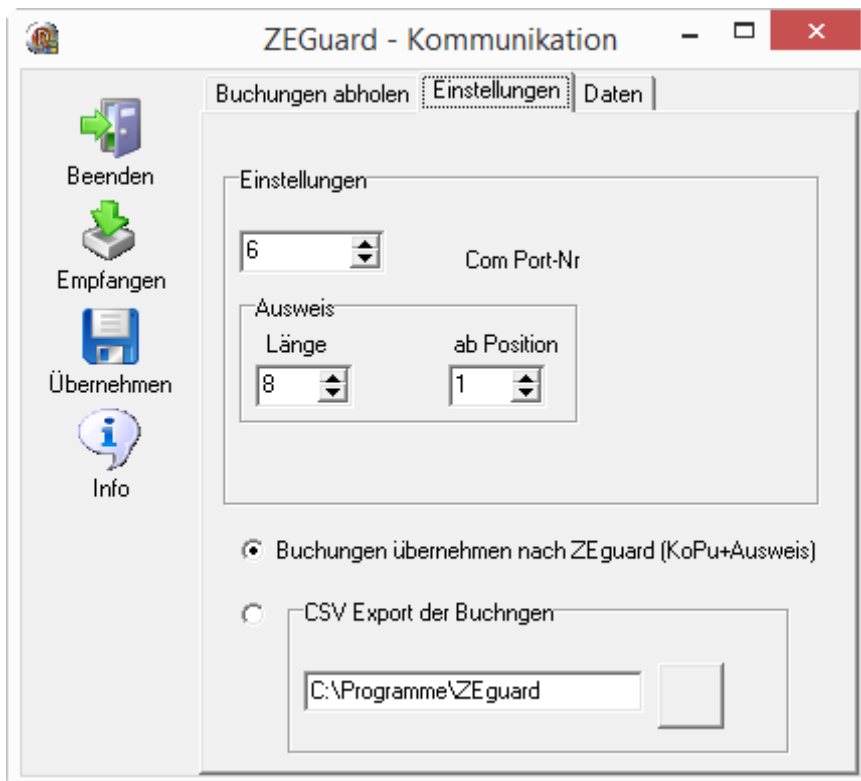 ZEGuard - Kommunikation
Buchungen abholen
Einstellungen
Daten
Beenden
Empfangen
Übernehmen
Info
Einstellungen
6
Com Port-Nr
Ausweis
Länge
ab Position
8
1
Buchungen übernehmen nach ZEguard (KoPu+Ausweis)
CSV Export der Buchngen
C:\Programme\ZEguard